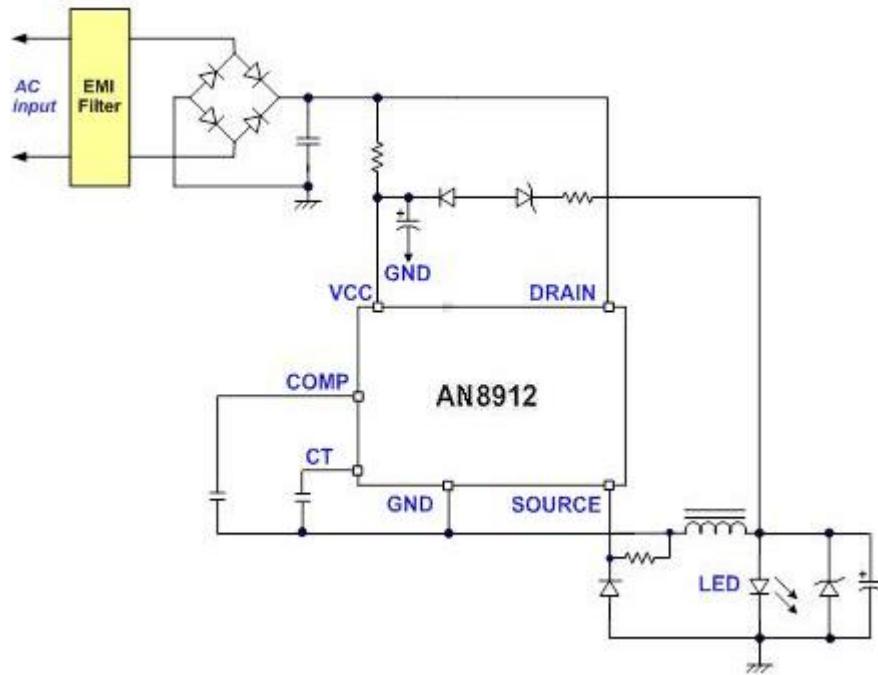 AC
input
EMI
Filter
GND
VCC
DRAIN
COMP
AN8912
CT
GND
SOURCE
LED
+
+